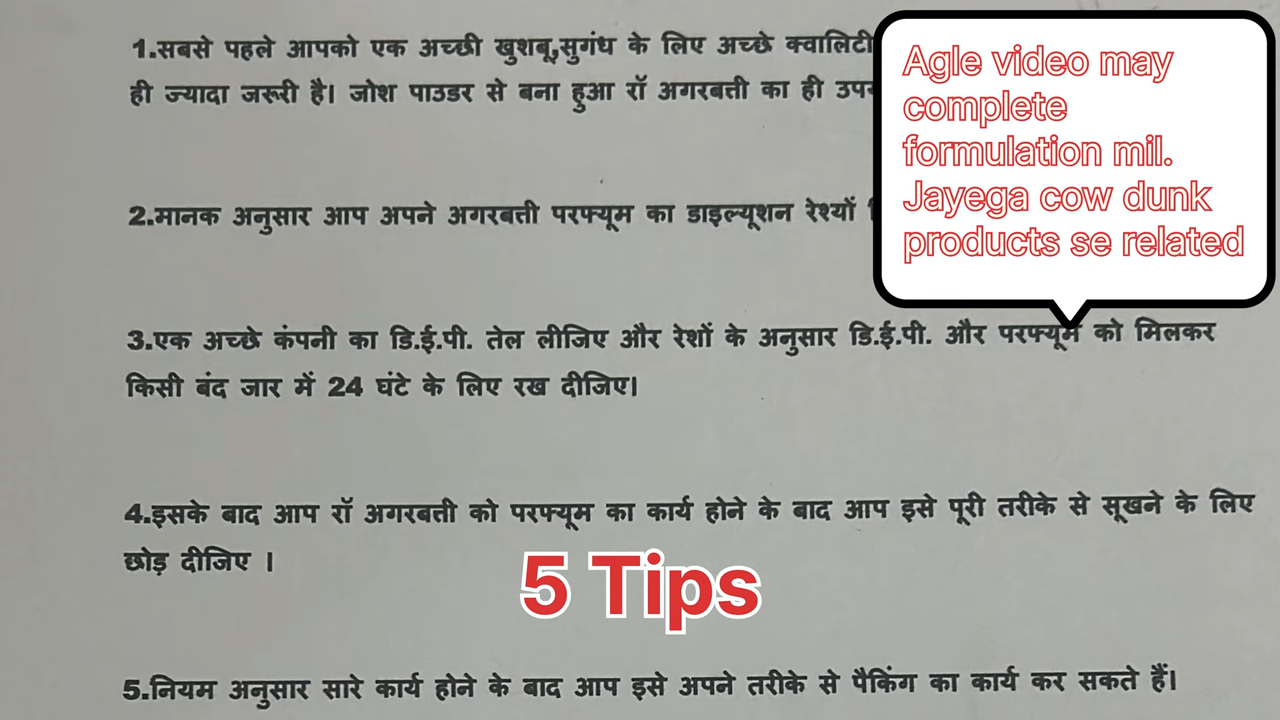 1.सबसे पहले आपको एक अच्छी खुशबू,सुगंध के लिए अच्छे क्वालिटी
ही ज्यादा जरूरी है। जोश पाउडर से बना हुआ रॉ अगरबत्ती का ही
2.मानक अनुसार आप अपने अगरबत्ती परफ्यूम का डाइल्यूशन रेश्यों
3.एक अच्छे कंपनी का डि.ई.पी. तेल लीजिए और रेशों के अनुसार डि.ई.पी. और परफ्यूम को मिलकर
किसी बंद जार में 24 घंटे के लिए रख दीजिए।
4.इसके बाद आप रॉ अगरबत्ती को परफ्यूम का कार्य होने के बाद आप इसे पूरी तरीके से सूखने के लिए
छोड़ दीजिए ।
5.नियम अनुसार सारे कार्य होने के बाद आप इसे अपने तरीके से पैकिंग का कार्य कर सकते हैं।
Agle video may
complete
formulation mil.
Jayega cow dunk
products se related
5 Tips